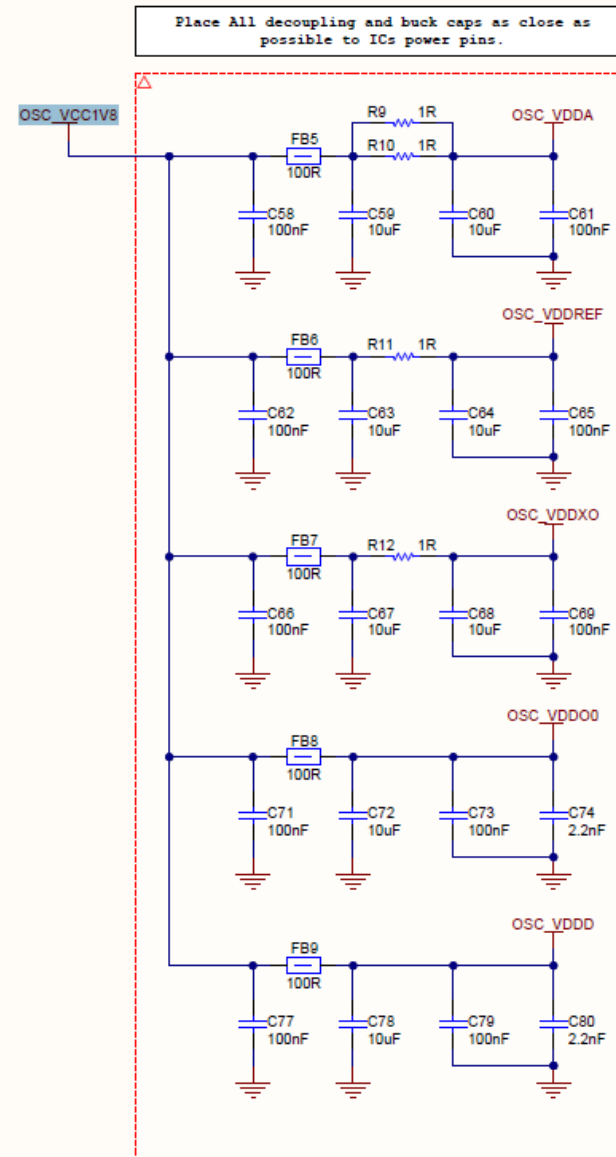 Place All decoupling and buck caps as close as
possible to ICs power pins.
OSC_VCC1V8
R9 1R
OSC_VDDA
FB5
R10 1R
100R
C58
100nF
C59
10uF
C60
10uF
C61
100nF
OSC_VDDREF
FB6
R11 1R
100R
C62
100nF
C63
10uF
C64
10uF
C65
100nF
OSC_VDDXO
FB7
R12 1R
100R
C66
100nF
C67
10uF
C68
10uF
C69
100nF
OSC_VDDO0
FB8
100R
C71
100nF
C72
10uF
C73
100nF
C74
2.2nF
OSC_VDDD
FB9
100R
C77
100nF
C78
10uF
C79
100nF
C80
2.2nF